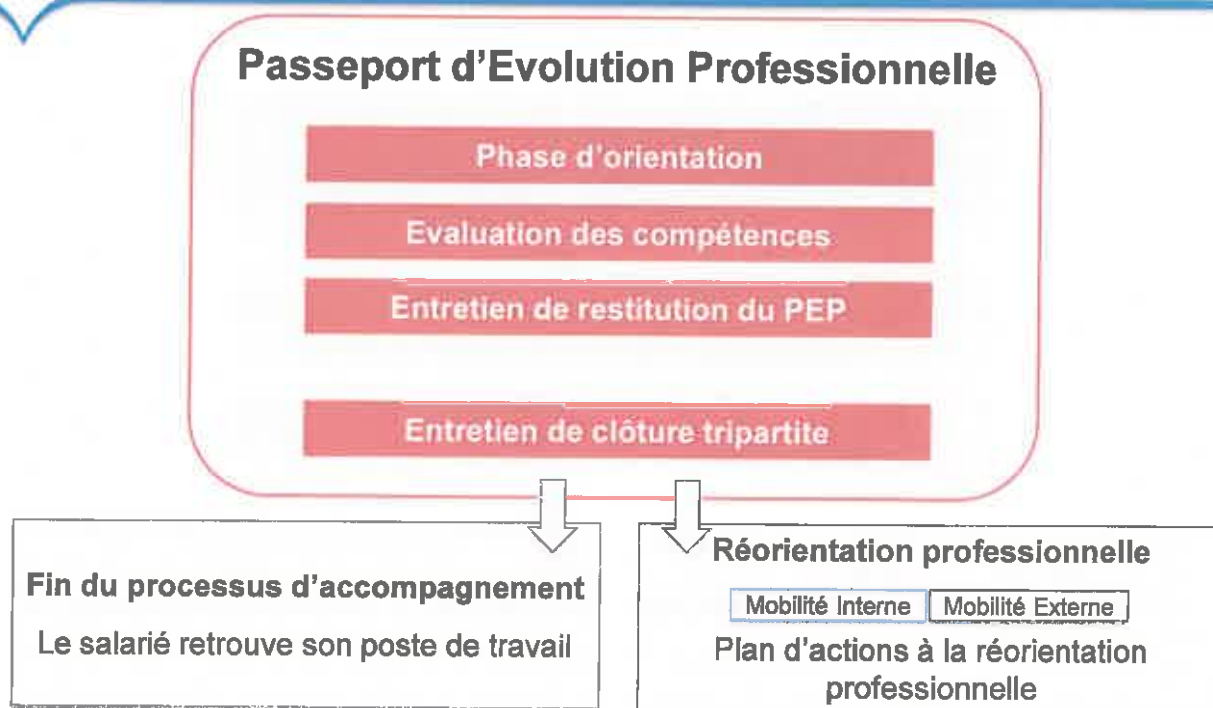 Passeport d'Evolution Professionnelle
Phase d'orientation
Evaluation des compétences
Entretien de restitution du PEP
Entretien de clôture tripartite
Fin du processus d'accompagnement
Le salarié retrouve son poste de travail
Réorientation professionnelle
Mobilité Interne
Mobilité Externe
Plan d'actions à la réorientation
professionnelle